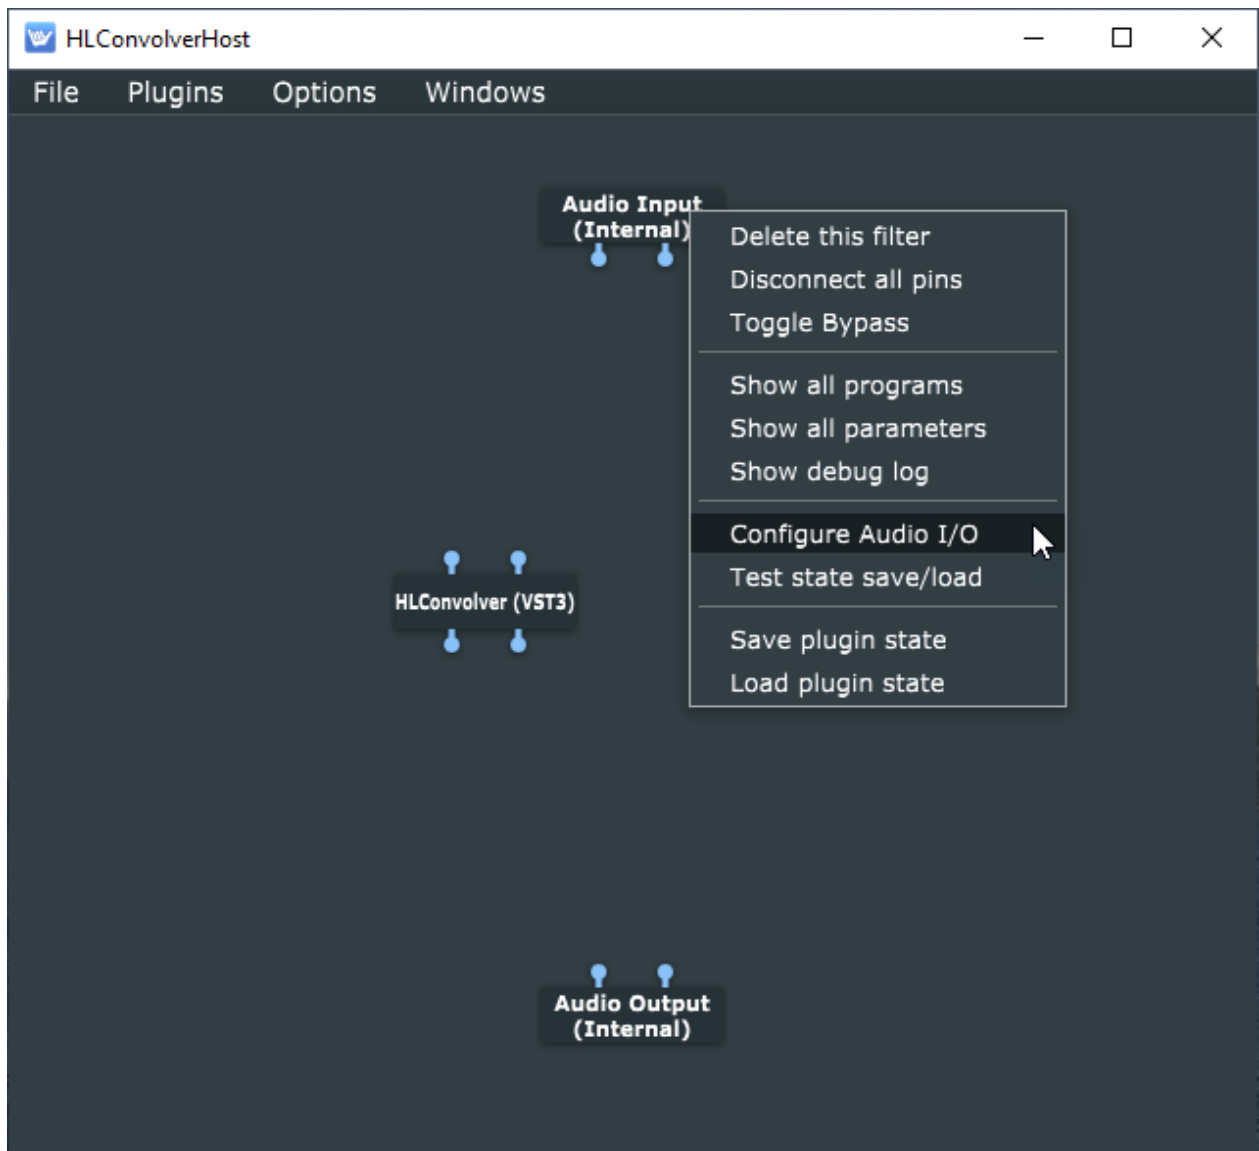 HLConvolverHost
File Plugins Options Windows
Audio Input
(Internal)
Delete this filter
Disconnect all pins
Toggle Bypass
Show all programs
Show all parameters
Show debug log
Configure Audio I/O
Test state save/load
Save plugin state
Load plugin state
HLConvolver (VST3)
Audio Output
(Internal)